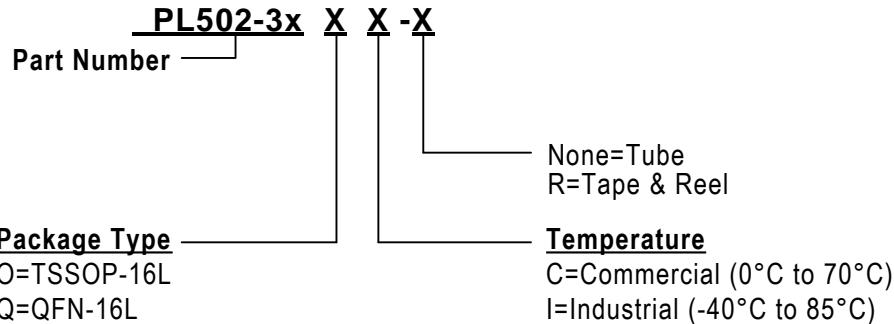 PL502-3x X X -X
Part Number
None=Tube
R=Tape & Reel
Package Type
O=TSSOP-16L
Q=QFN-16L
Temperature
C=Commercial (0°C to 70°C)
I=Industrial (-40°C to 85°C)